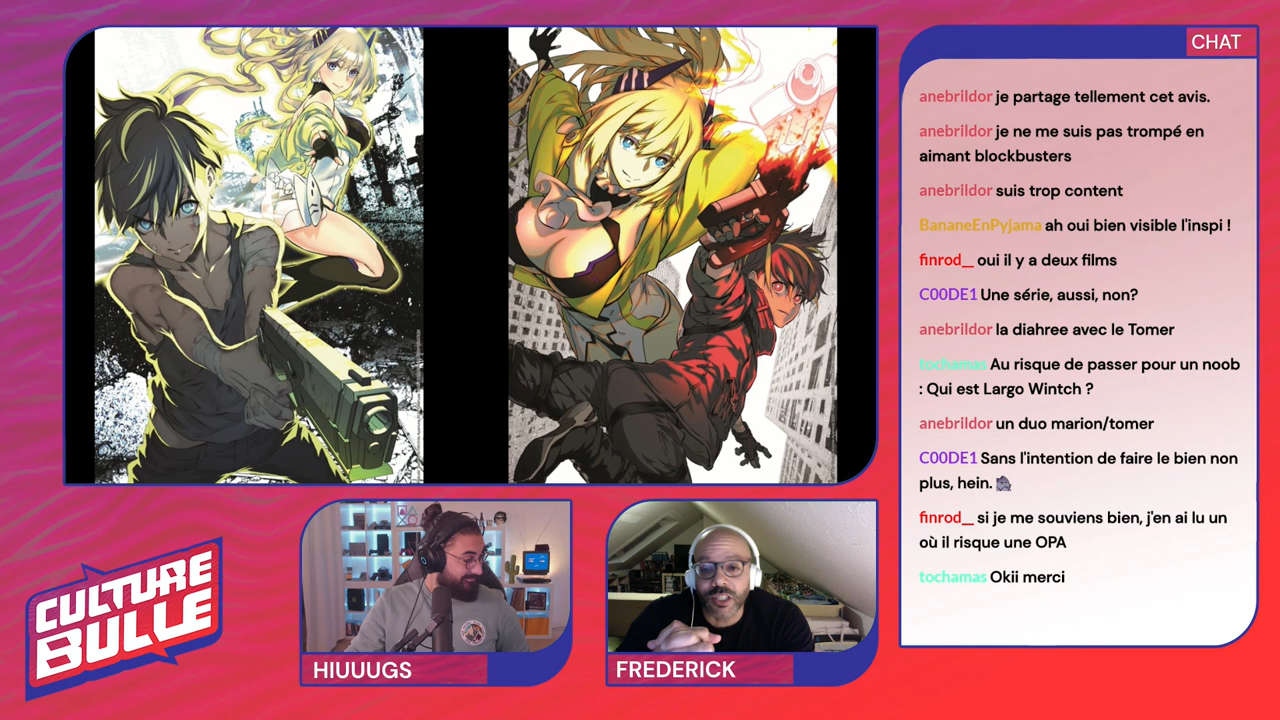 CHAT
anebrildor je partage tellement cet avis.
anebrildor je ne me suis pas trompé en
aimant blockbusters
anebrildor suis trop content
BananeEnPyjama ah oui bien visible l'inspi !
finrod__ oui il y a deux films
C00DE1 Une série, aussi, non?
anebrildor la diahree avec le Tomer
tochamas Au risque de passer pour un noob
: Qui est Largo Wintch ?
anebrildor un duo marion/tomer
C00DE1 Sans l'intention de faire le bien non
plus, hein.
finrod__ si je me souviens bien, j'en ai lu un
où il risque une OPA
tochamas Okii merci
CULTURE
BULLE
HIUUUGS
FREDERICK